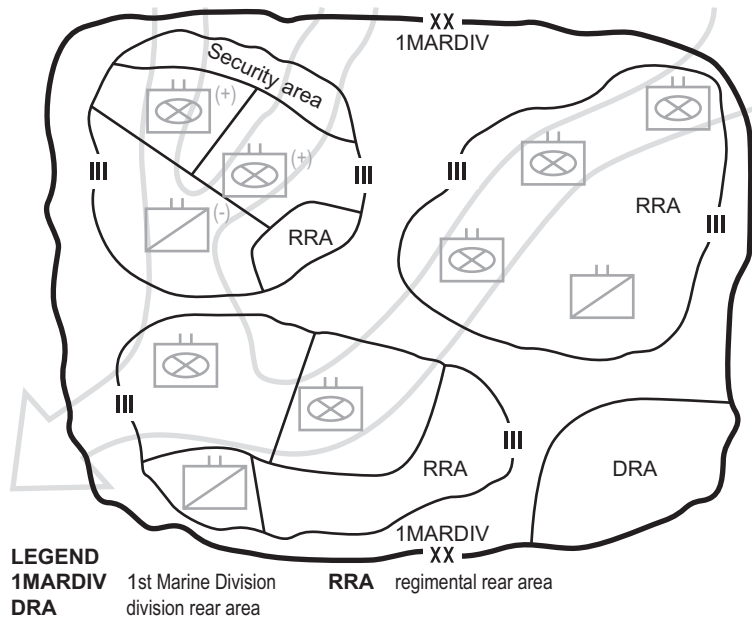 XX
1MARDIV
Security area
(+)
(+)
III
III
III
(-)
RRA
RRA
III
III
III
RRA
DRA
1MARDIV
XX
LEGEND
1MARDIV 1st Marine Division RRA regimental rear area
DRA division rear area